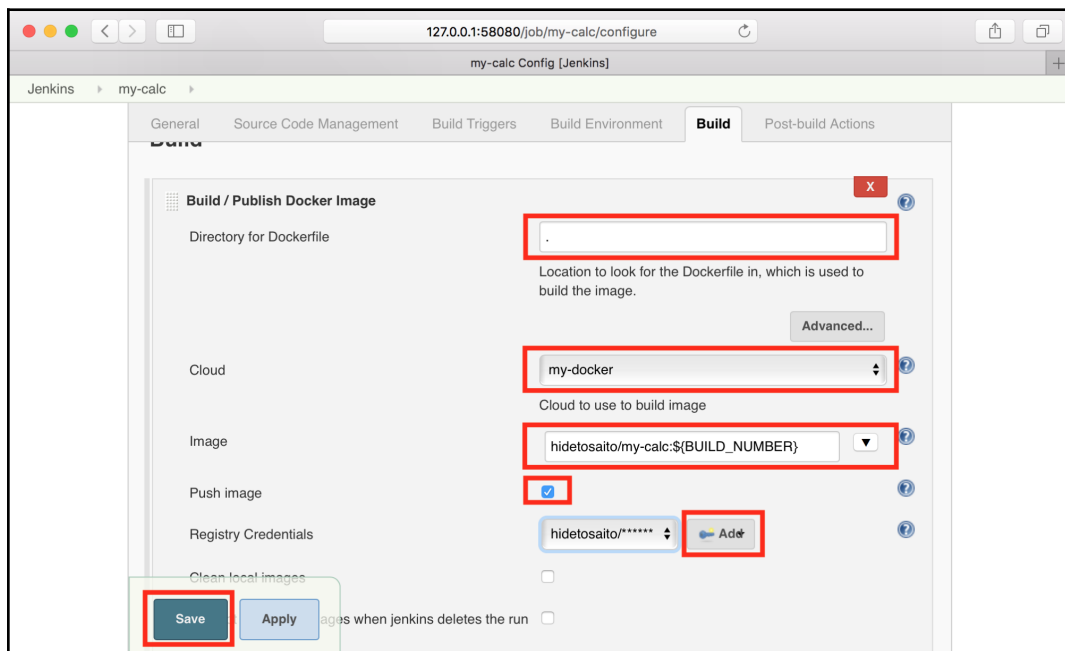 127.0.0.1:58080/job/my-calc/configure
my-calc Config [Jenkins]
Jenkins my-calc
General Source Code Management Build Triggers Build Environment Build Post-build Actions
Build
X
Build / Publish Docker Image
Directory for Dockerfile .
Location to look for the Dockerfile in, which is used to
build the image.
Advanced...
Cloud my-docker
Cloud to use to build image
Image hidetosaito/my-calc:${BUILD_NUMBER}
Push image
Registry Credentials hidetosaito/****** Add
Clean local images
Save Apply ages when jenkins deletes the run